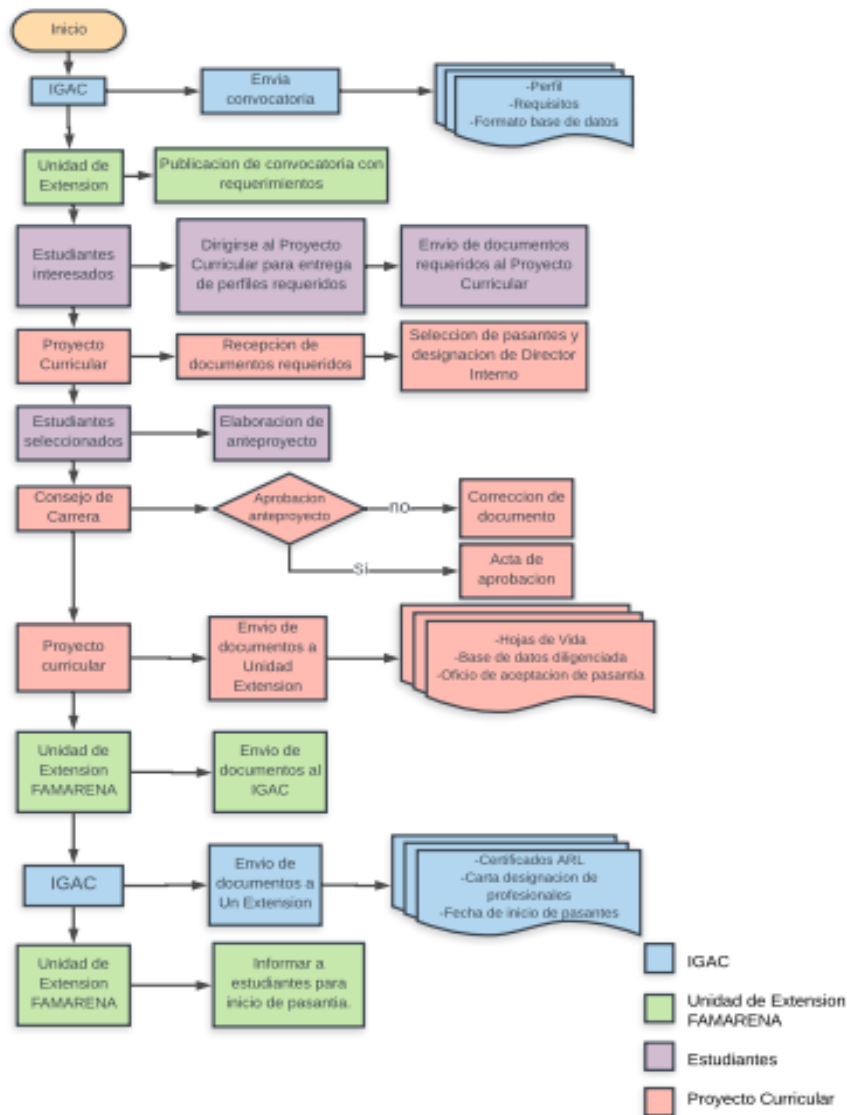 Inicio
IGAC
Envia
convocatoria
-Perfil
-Requisitos
-Formato base de datos
Unidad de
Extension
Publicacion de convocatoria con
requerimientos
Estudiantes
interesados
Dirigirse al Proyecto
Curricular para entrega
de perfiles requeridos
Envio de documentos
requeridos al Proyecto
Curricular
Proyecto
Curricular
Recepcion de
documentos requeridos
Seleccion de pasantes y
designacion de Director
Interno
Estudiantes
seleccionados
Elaboracion de
anteproyecto
Consejo de
Carrera
Aprobacion
anteproyecto
no
Correccion de
documento
Si
Acta de
aprobacion
Proyecto
curricular
Envio de
documentos a
Unidad
Extension
-Hojas de Vida
-Base de datos diligenciada
-Oficio de aceptacion de pasantia
Unidad de
Extension
FAMARENA
Envio de
documentos al
IGAC
IGAC
Envio de
documentos a
Un Extension
-Certificados ARL
-Carta designacion de
profesionales
-Fecha de inicio de pasantes
Unidad de
Extension
FAMARENA
Informar a
estudiantes para
inicio de pasantia.
IGAC
Unidad de Extension
FAMARENA
Estudiantes
Proyecto Curricular